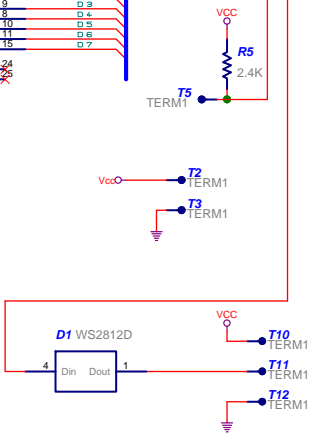 9 D 3
8 D 4
10 D 5
11 D 6
15 D 7
24
25
VCC
R5
2.4K
T5
TERM1
Vcc
T2
TERM1
T3
TERM1
D1 WS2812D
4 Din Dout 1
VCC
T10
TERM1
T11
TERM1
T12
TERM1